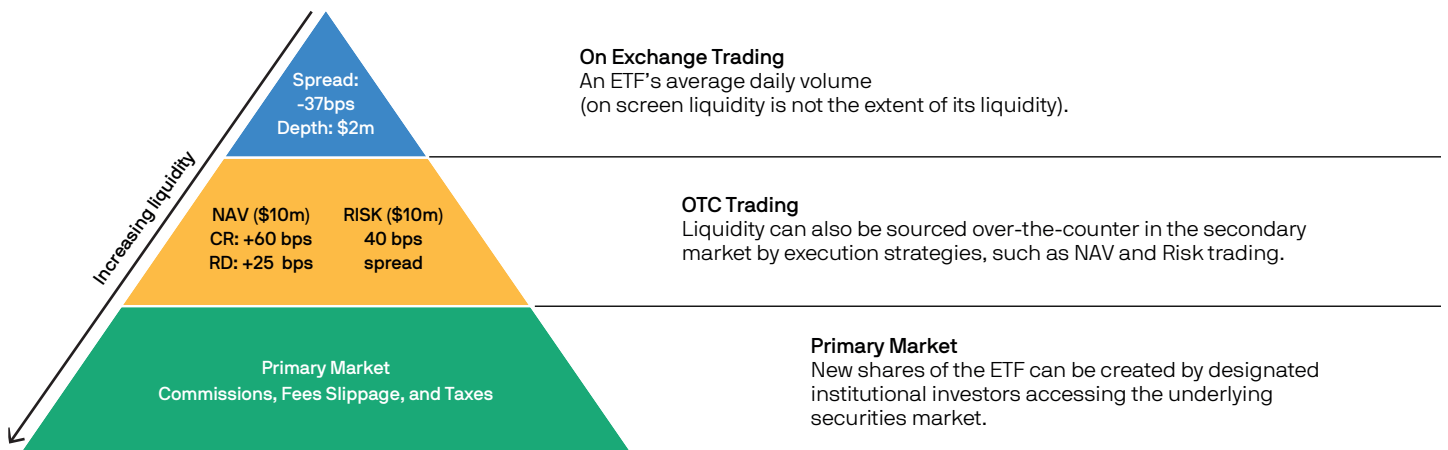 Increasing liquidity
Spread:
-37bps
Depth: $2m
On Exchange Trading
An ETF's average daily volume
(on screen liquidity is not the extent of its liquidity).
NAV ($10m)
CR: +60 bps
RD: +25 bps
RISK ($10m)
40 bps
spread
OTC Trading
Liquidity can also be sourced over-the-counter in the secondary
market by execution strategies, such as NAV and Risk trading.
Primary Market
Commissions, Fees Slippage, and Taxes
Primary Market
New shares of the ETF can be created by designated
institutional investors accessing the underlying
securities market.